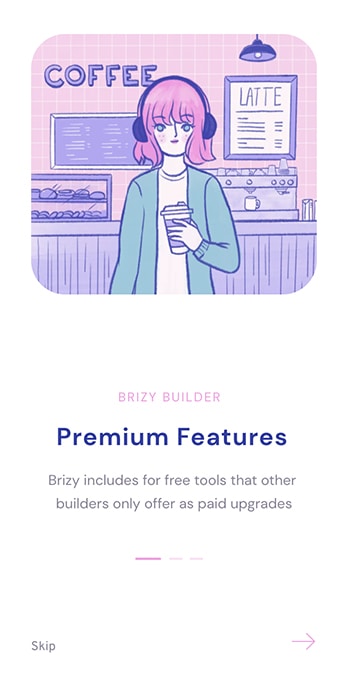 COFFEE
LATTE
BRIZY BUILDER
Premium Features
Brizy includes for free tools that other
builders only offer as paid upgrades
Skip